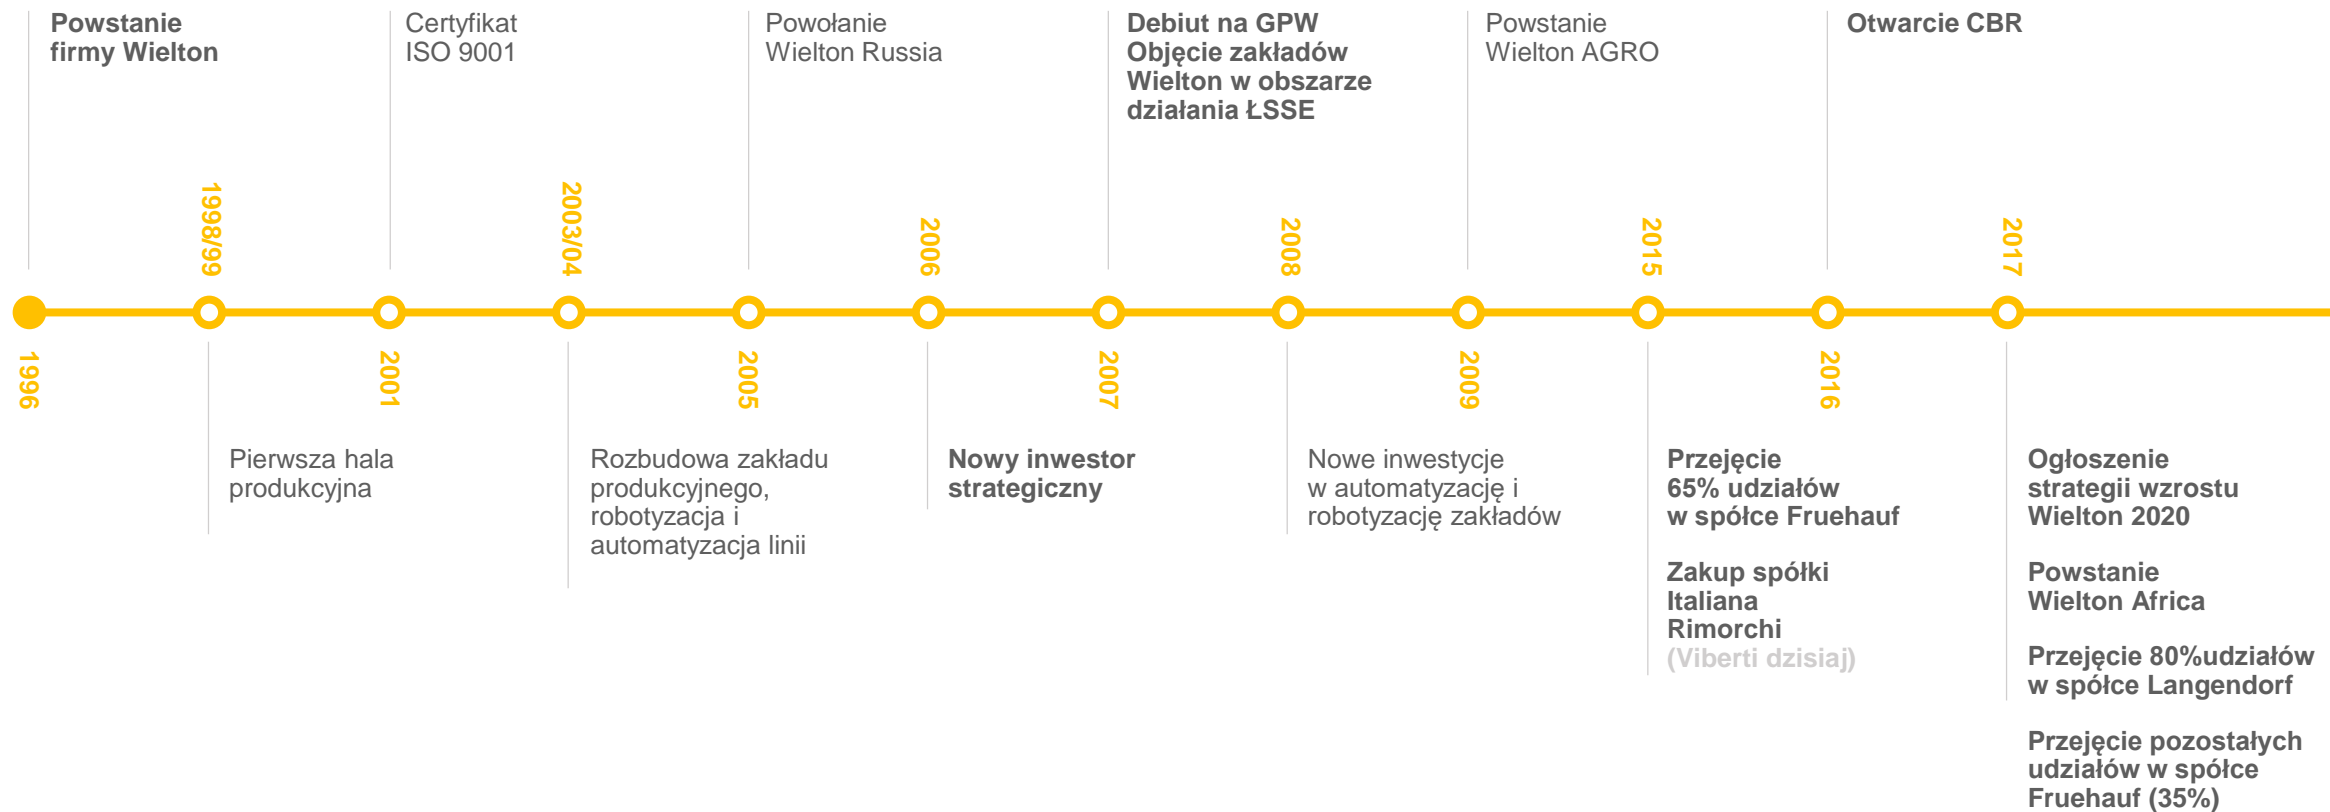 Powstanie
firmy Wielton
Certyfikat
ISO 9001
Powołanie
Wielton Russia
Debiut na GPW
Objęcie zakładów
Wielton w obszarze
działania ŁSSE
Powstanie
Wielton AGRO
Otwarcie CBR
1998/99
2003/04
2006
2008
2015
2017
1996
2001
2005
2007
2009
2016
Pierwsza hala
produkcyjna
Rozbudowa zakładu
produkcyjnego,
robotyzacja i
automatyzacja linii
Nowy inwestor
strategiczny
Nowe inwestycje
w automatyzację i
robotyzację zakładów
Przejęcie
65% udziałów
w spółce Fruehauf
Zakup spółki
Italiana
Rimorchi
(Viberti dzisiaj)
Ogłoszenie
strategii wzrostu
Wielton 2020
Powstanie
Wielton Africa
Przejęcie 80%udziałów
w spółce Langendorf
Przejęcie pozostałych
udziałów w spółce
Fruehauf (35%)